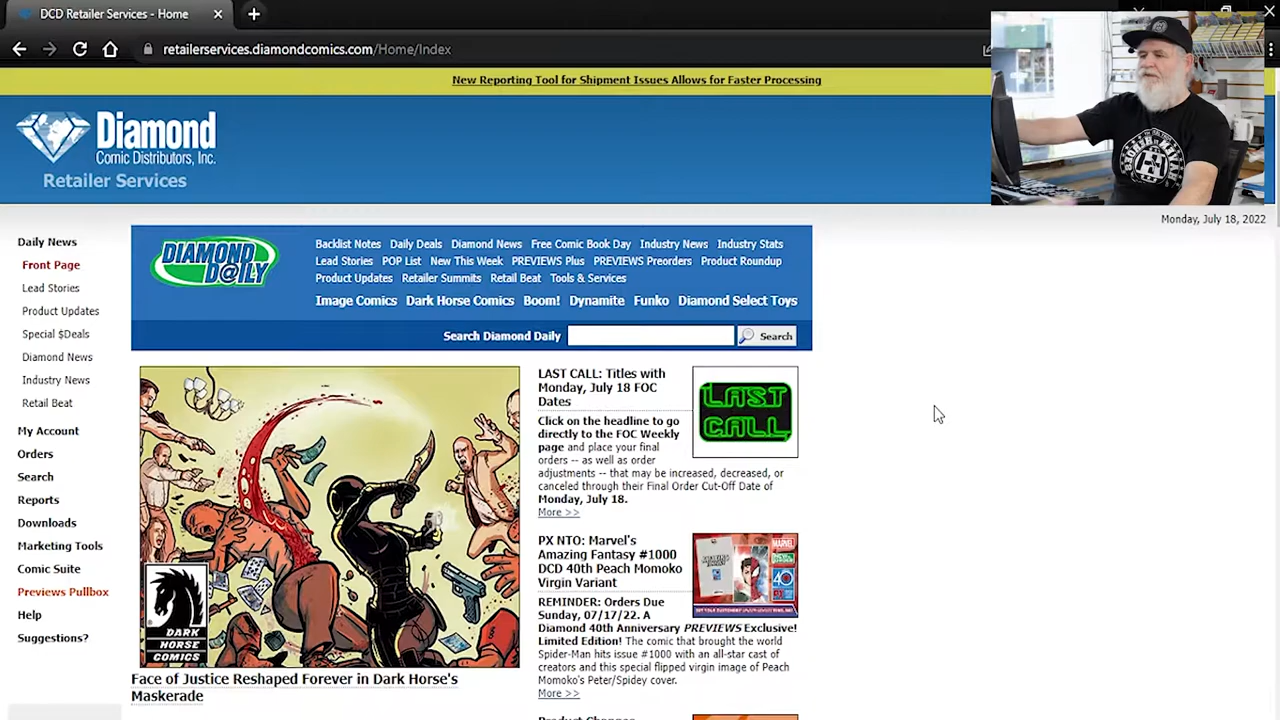 DCD Retailer Services - Home
retailerservices.diamondcomics.com/Home/Index
New Reporting Tool for Shipment Issues Allows for Faster Processing
Diamond
Comic Distributors, Inc.
Retailer Services
Monday, July 18, 2022
Daily News
Front Page
Lead Stories
Product Updates
Special $Deals
Diamond News
Industry News
Retail Beat
My Account
Orders
Search
Reports
Downloads
Marketing Tools
Comic Suite
Previews Pullbox
Help
Suggestions?
DIAMOND
D@ILY
Backlist Notes Daily Deals Diamond News Free Comic Book Day Industry News Industry Stats
Lead Stories POP List New This Week PREVIEWS Plus PREVIEWS Preorders Product Roundup
Product Updates Retailer Summits Retail Beat Tools & Services
Image Comics Dark Horse Comics Boom! Dynamite Funko Diamond Select Toys
Search Diamond Daily Search
DARK
HORSE
COMICS
Face of Justice Reshaped Forever in Dark Horse's
Maskerade
LAST CALL: Titles with
Monday, July 18 FOC
Dates
Click on the headline to go
directly to the FOC Weekly
page and place your final
orders -- as well as order
adjustments -- that may be increased, decreased, or
canceled through their Final Order Cut-Off Date of
Monday, July 18.
More >>
LAST
CALL
PX NTO: Marvel's
Amazing Fantasy #1000
DCD 40th Peach Momoko
Virgin Variant
REMINDER: Orders Due
Sunday, 07/17/22. A
Diamond 40th Anniversary PREVIEWS Exclusive!
Limited Edition! The comic that brought the world
Spider-Man hits issue #1000 with an all-star cast of
creators and this special flipped virgin image of Peach
Momoko's Peter/Spidey cover.
More >>
MARVEL
40
Product Changes